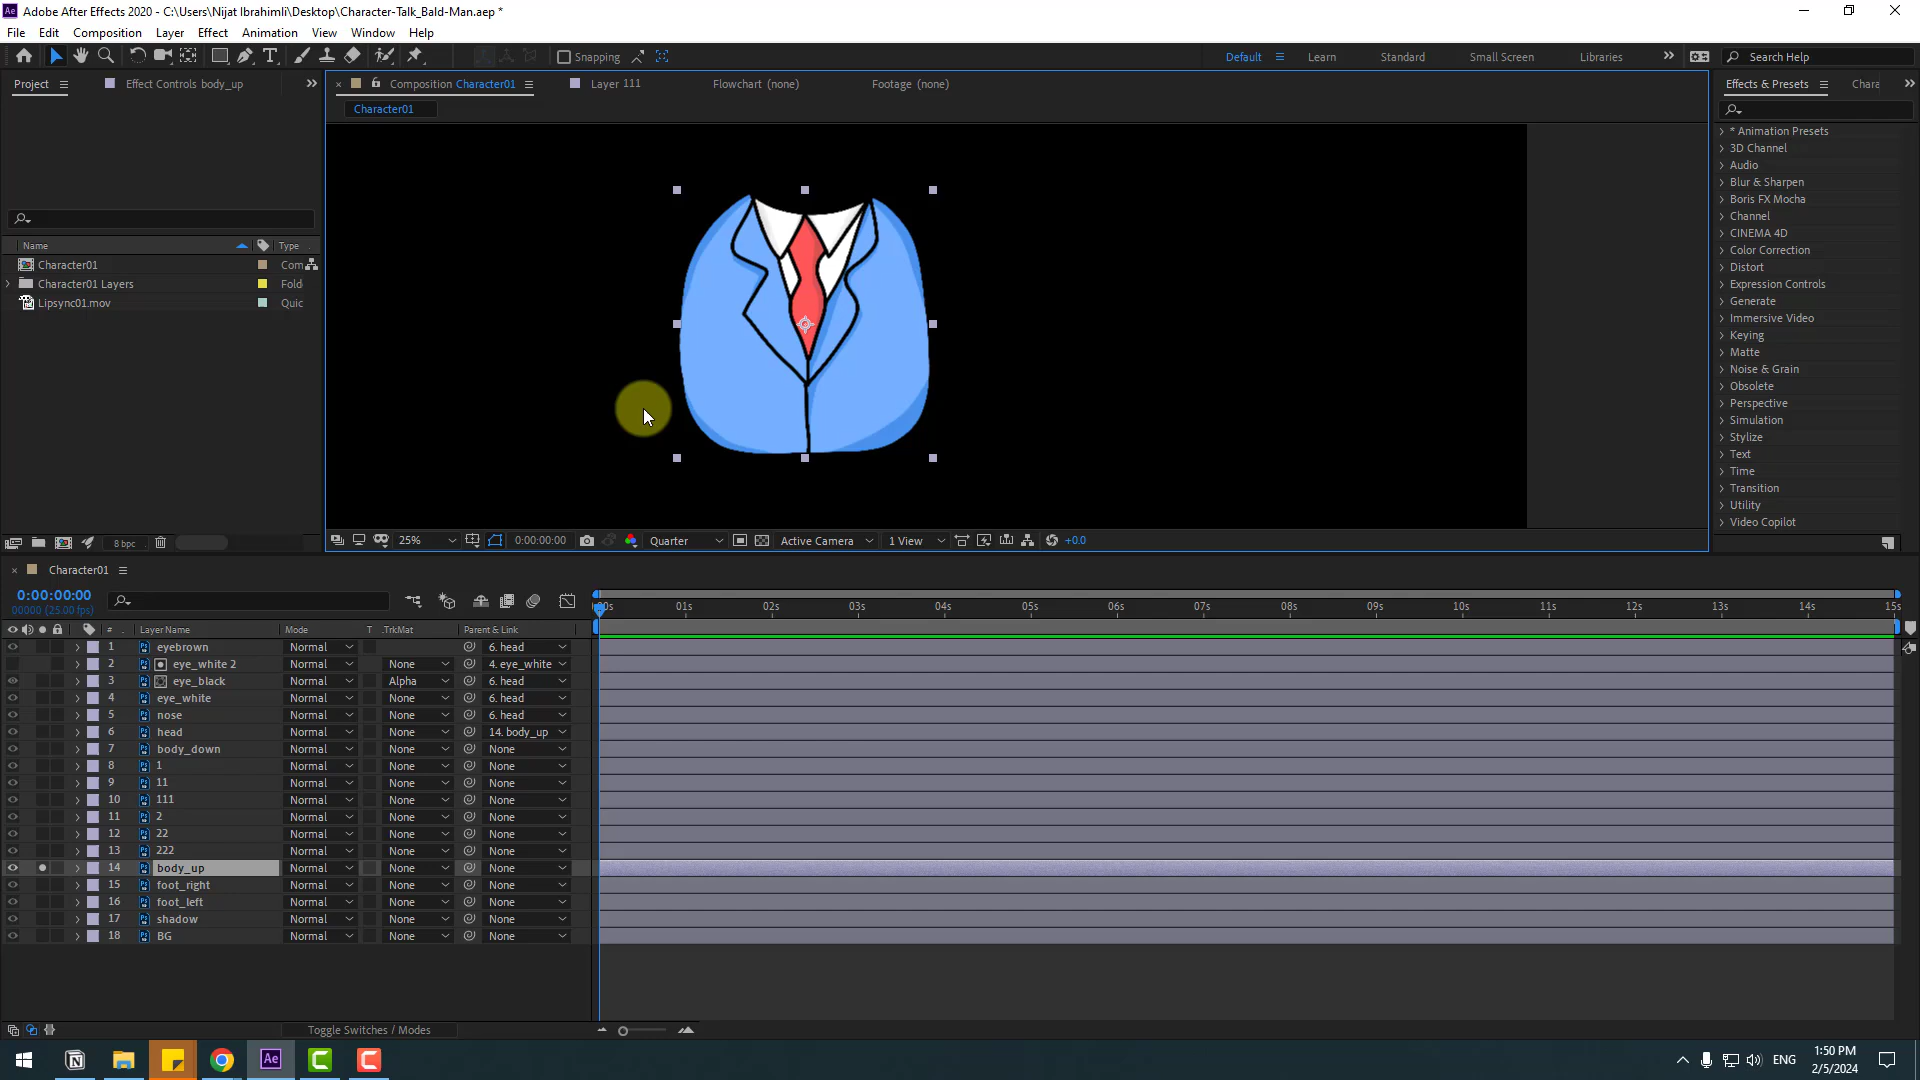 Adobe After Effects 2020 - C:\Users\Nijat Ibrahimli\Desktop\Character-Talk_Bald-Man.aep *
File Edit Composition Layer Effect Animation View Window Help
Snapping Default Learn Standard Small Screen Libraries Search Help
Project Effect Controls body_up Composition Character01 Layer 111 Flowchart (none) Footage (none) Effects & Presets Chara
Character01
* Animation Presets
3D Channel
Audio
Blur & Sharpen
Boris FX Mocha
Channel
CINEMA 4D
Color Correction
Distort
Expression Controls
Generate
Immersive Video
Keying
Matte
Noise & Grain
Obsolete
Perspective
Simulation
Stylize
Text
Time
Transition
Utility
Video Copilot
Name Type
Character01 Com
Character01 Layers Fold
Lipsync01.mov Quic
8 bpc 25% 0:00:00:00 Quarter Active Camera 1 View +0.0
Character01
0:00:00:00
00000 (25.00 fps)
00s 01s 02s 03s 04s 05s 06s 07s 08s 09s 10s 11s 12s 13s 14s 15s
# Layer Name Mode T .TrkMat Parent & Link
1 eyebrown Normal 6. head
2 eye_white 2 Normal None 4. eye_white
3 eye_black Normal Alpha 6. head
4 eye_white Normal None 6. head
5 nose Normal None 6. head
6 head Normal None 14. body_up
7 body_down Normal None None
8 1 Normal None None
9 11 Normal None None
10 111 Normal None None
11 2 Normal None None
12 22 Normal None None
13 222 Normal None None
14 body_up Normal None None
15 foot_right Normal None None
16 foot_left Normal None None
17 shadow Normal None None
18 BG Normal None None
Toggle Switches / Modes
ENG
1:50 PM
2/5/2024